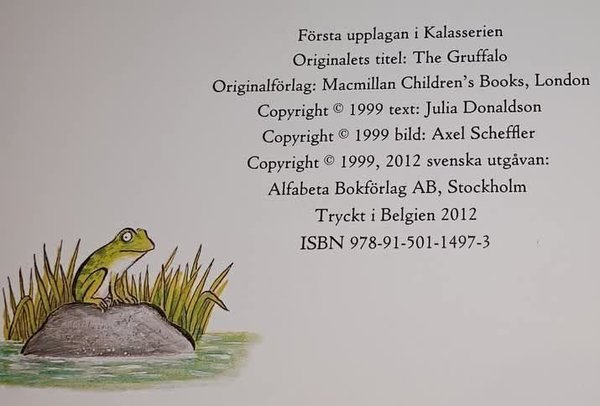 Första upplagan i Kalasserien
Originalets titel: The Gruffalo
Originalförlag: Macmillan Children's Books, London
Copyright © 1999 text: Julia Donaldson
Copyright © 1999 bild: Axel Scheffler
Copyright © 1999, 2012 svenska utgåvan:
Alfabeta Bokförlag AB, Stockholm
Tryckt i Belgien 2012
ISBN 978-91-501-1497-3